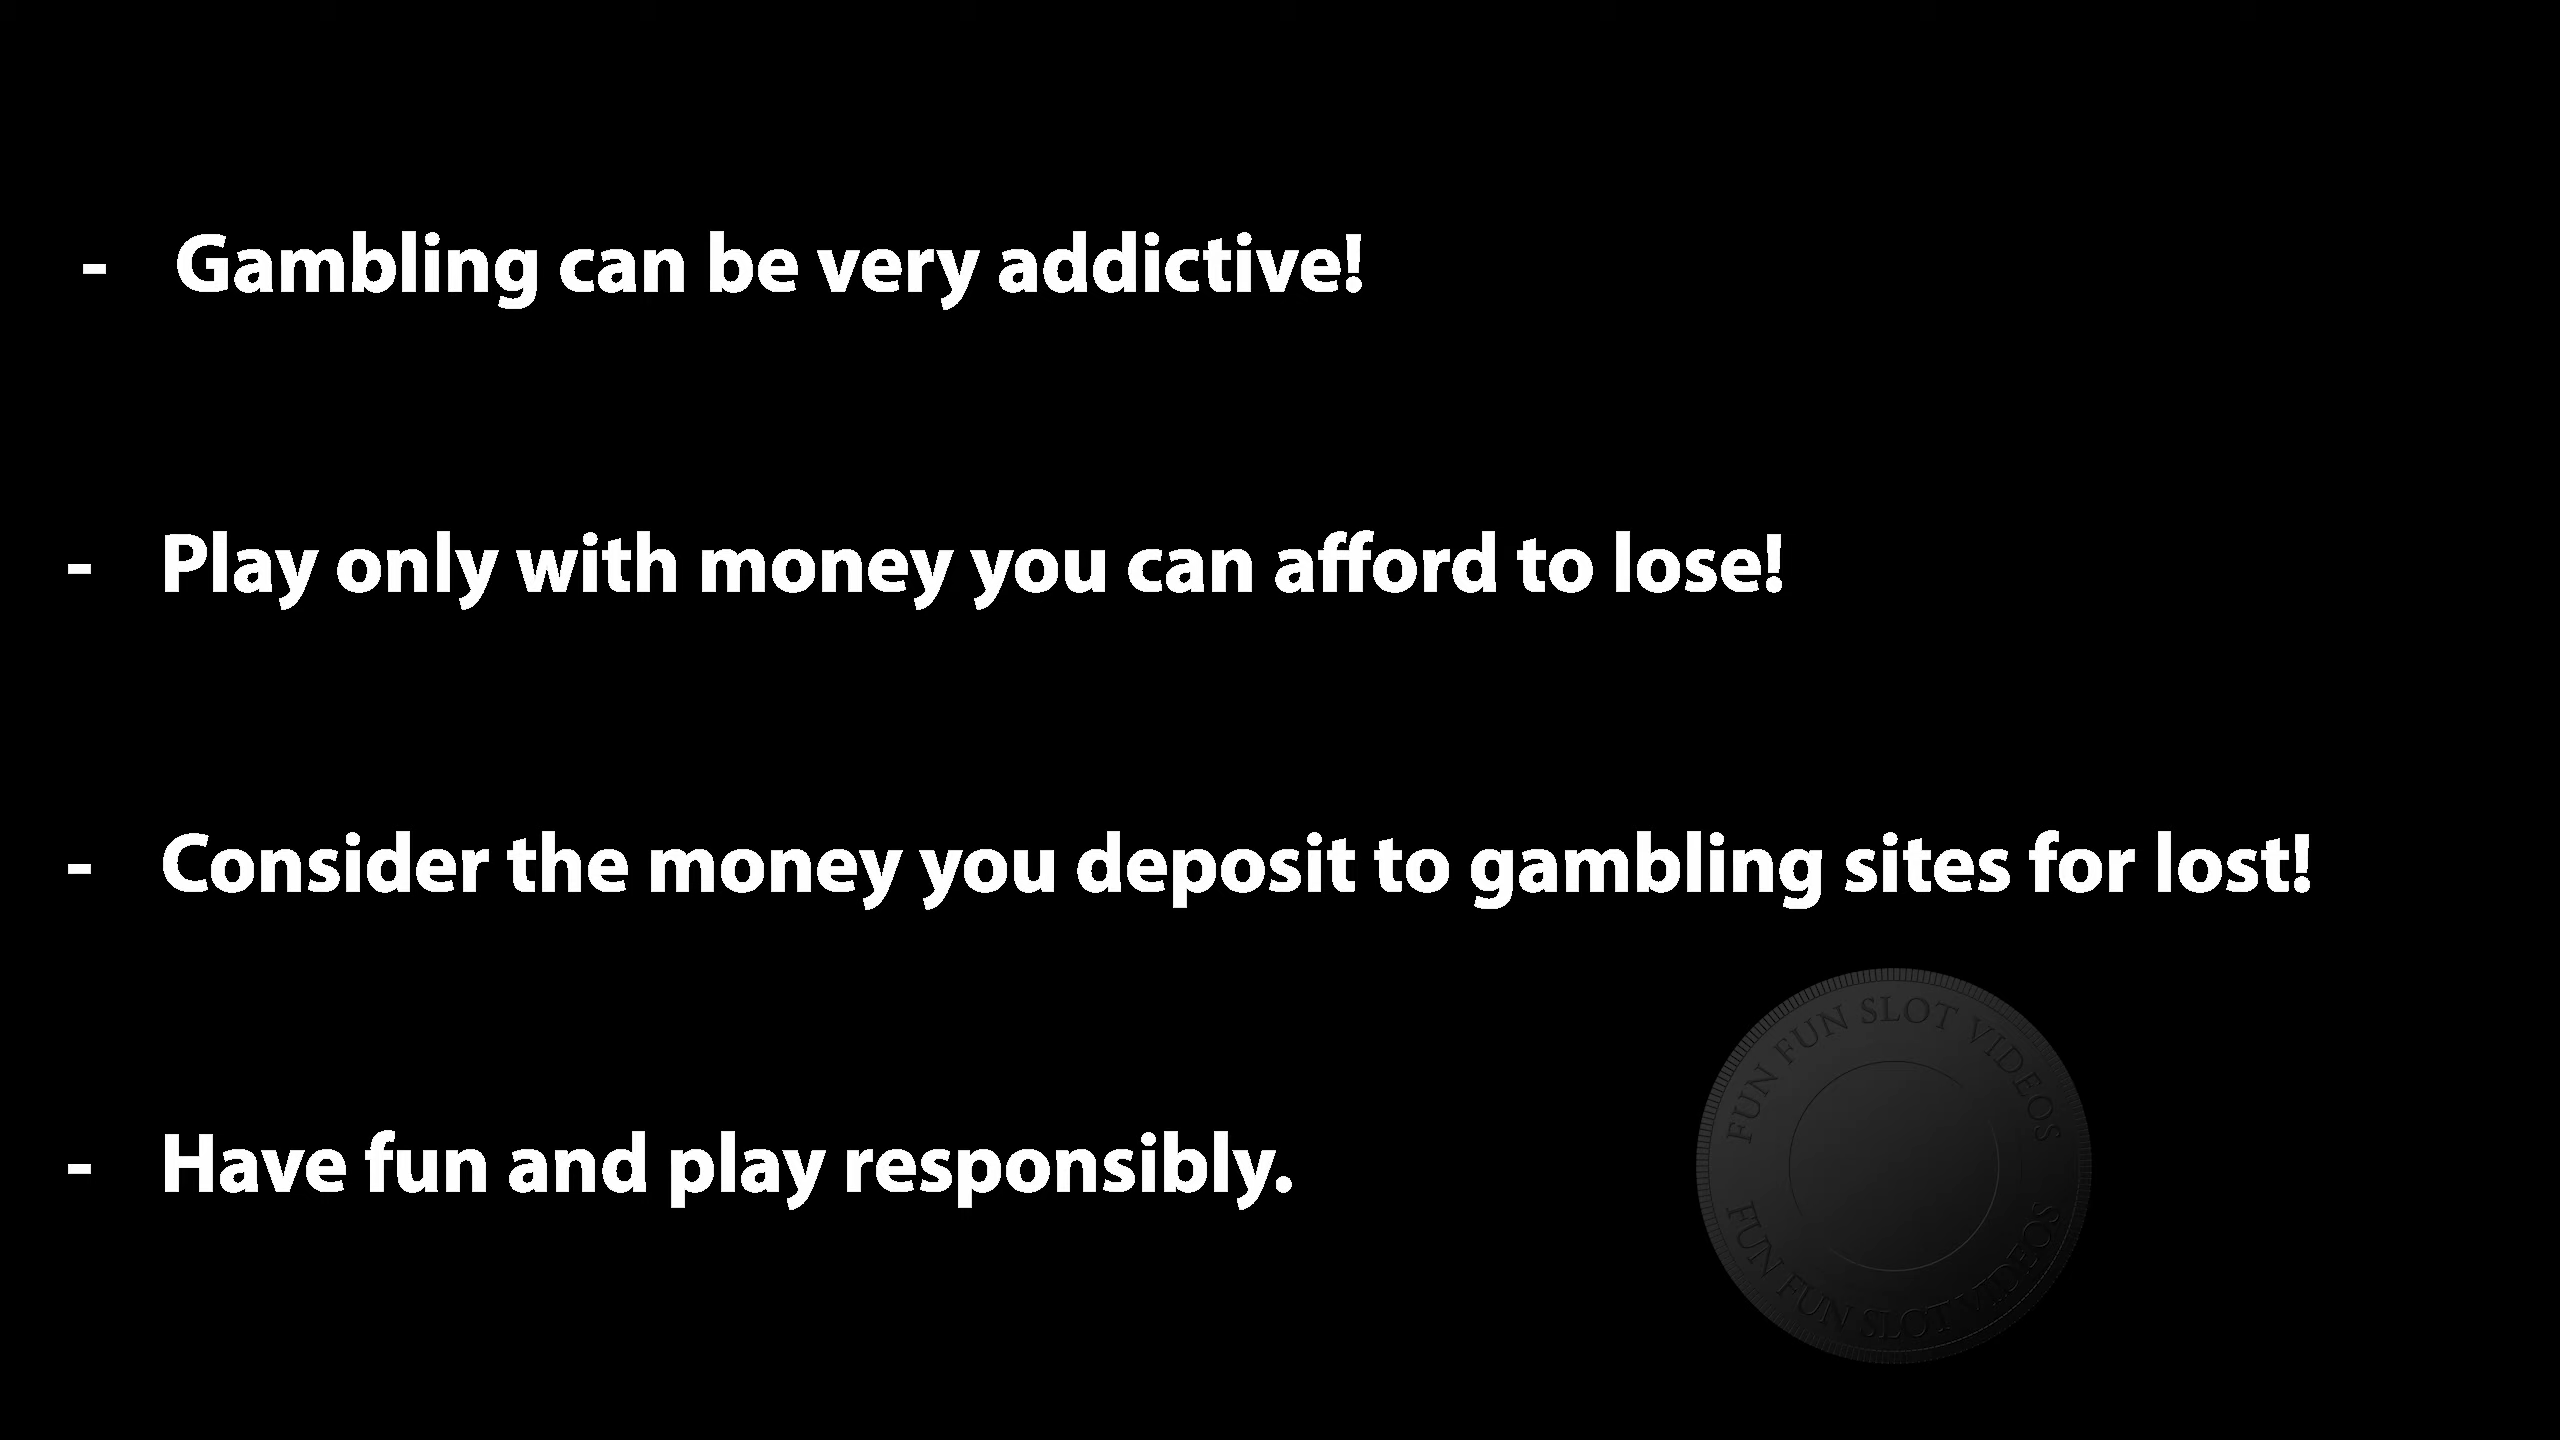 - Gambling can be very addictive!
- Play only with money you can afford to lose!
- Consider the money you deposit to gambling sites for lost!
- Have fun and play responsibly.
FUN FUN SLOT VIDEOS
FUN FUN SLOT VIDEOS